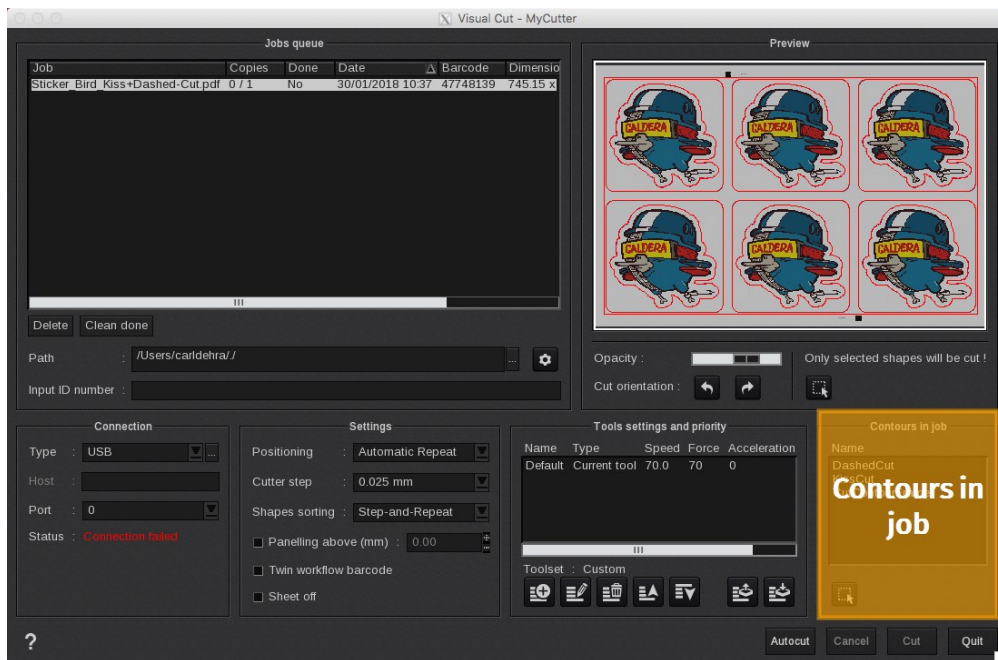 Visual Cut - MyCutter
Jobs queue
Job Copies Done Date Barcode Dimensio
Sticker_Bird_Kiss+Dashed-Cut.pdf 0 / 1 No 30/01/2018 10:37 47748139 745.15 x
Delete Clean done
Path : /Users/carldehra/./ ...
Input ID number :
Preview
CALDERA CALDERA CALDERA
CALDERA CALDERA CALDERA
Opacity : Only selected shapes will be cut !
Cut orientation :
Connection
Type : USB ...
Host :
Port : 0
Status : Connection failed
Settings
Positioning : Automatic Repeat
Cutter step : 0.025 mm
Shapes sorting : Step-and-Repeat
Panelling above (mm) : 0.00
Twin workflow barcode
Sheet off
Tools settings and priority
Name Type Speed Force Acceleration
Default Current tool 70.0 70 0
Toolset : Custom
Contours in job
Name
DashedCut
KissCut
Contours in
job
? Autocut Cancel Cut Quit